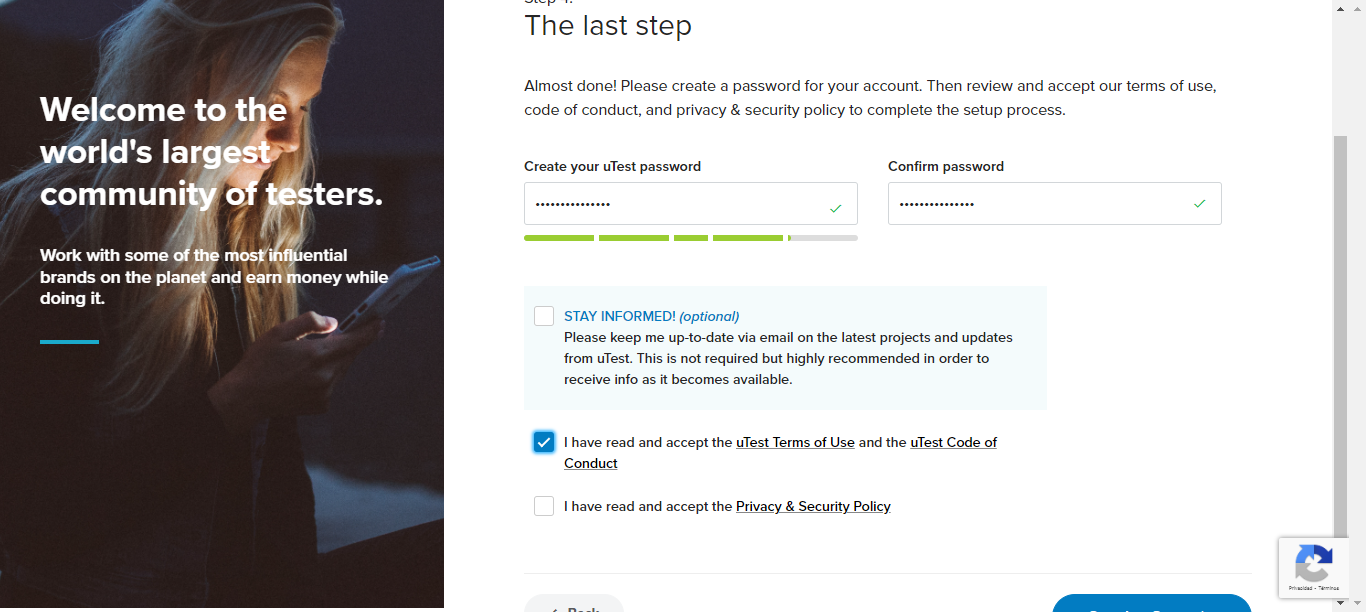 Step 4:
The last step
Almost done! Please create a password for your account. Then review and accept our terms of use,
code of conduct, and privacy & security policy to complete the setup process.
Welcome to the
world's largest
community of testers.
Work with some of the most influential
brands on the planet and earn money while
doing it.
Create your uTest password
Confirm password
•••••••••••••••
•••••••••••••••
STAY INFORMED! (optional)
Please keep me up-to-date via email on the latest projects and updates
from uTest. This is not required but highly recommended in order to
receive info as it becomes available.
I have read and accept the uTest Terms of Use and the uTest Code of
Conduct
I have read and accept the Privacy & Security Policy
Privacidad - Términos
Back